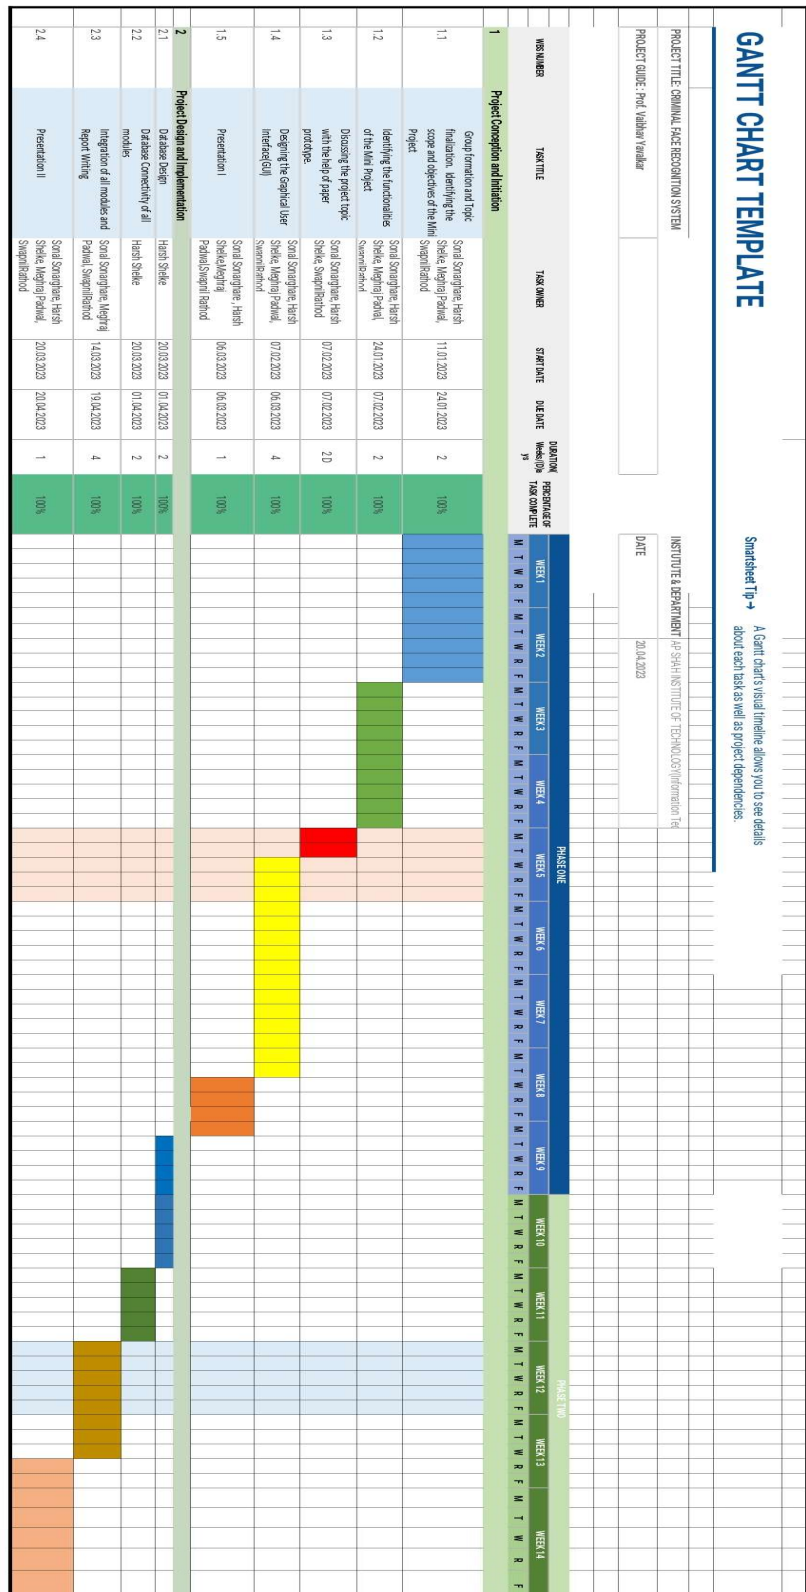 GANTT CHART TEMPLATE
Smartsheet Tip ➜
A Gantt chart's visual timeline allows you to see details
about each task as well as project dependencies.
PROJECT TITLE: CRIMINAL FACE RECOGNITION SYSTEM
INSTUTUTE & DEPARTMENT
AP SHAH INSTITUTE OF TECHNOLOGY(Information Te
PROJECT GUIDE : Prof. Vaibhav Yavalkar
DATE
20.04.2023
PHASE ONE
PHASE TWO
WBS NUMBER
TASK TITLE
TASK OWNER
START DATE
DUE DATE
DURATION(
Weeks/(D)a
ys
PERCENTAGE OF
TASK COMPLETE
WEEK 1 WEEK 2 WEEK 3 WEEK 4 WEEK 5 WEEK 6 WEEK 7 WEEK 8 WEEK 9 WEEK 10 WEEK 11 WEEK 12 WEEK 13 WEEK 14
M T W R F M T W R F M T W R F M T W R F M T W R F M T W R F M T W R F M T W R F M T W R F M T W R F M T W R F M T W R F M T W R F M T W R F
1 Project Conception and Initiation
1.1
Group formation and Topic
finalisation. Identifying the
scope and objectives of the Mini
Project
Sonal Sonarghare, Harsh
Shelke, Meghraj Padwal,
SwapnilRathod
11.01.2023 24.01.2023 2 100%
1.2
Identifying the functionalities
of the Mini Project
Sonal Sonarghare, Harsh
Shelke, Meghraj Padwal,
SwapnilRathod
24.01.2023 07.02.2023 2 100%
1.3
Discussing the project topic
with the help of paper
prototype.
Sonal Sonarghare, Harsh
Shelke, SwapnilRathod
07.02.2023 07.02.2023 2 D 100%
1.4
Designing the Graphical User
Interface(GUI)
Sonal Sonarghare, Harsh
Shelke, Meghraj Padwal,
SwapnilRathod
07.02.2023 06.03.2023 4 100%
1.5
Presentation I
Sonal Sonarghare , Harsh
Shelke,Meghraj
Padwal,Swapnil Rathod
06.03.2023 06.03.2023 1 100%
2 Project Design and Implementation
2.1
Database Design
Harsh Shelke
20.03.2023 01.04.2023 2 100%
2.2
Database Connectivity of all
modules
Harsh Shelke
20.03.2023 01.04.2023 2 100%
2.3
Integration of all modules and
Report Writing
Sonal Sonarghare, Meghraj
Padwal, SwapnilRathod
14.03.2023 19.04.2023 4 100%
2.4
Presentation II
Sonal Sonarghare, Harsh
Shelke, Meghraj Padwal,
SwapnilRathod
20.03.2023 20.04.2023 1 100%